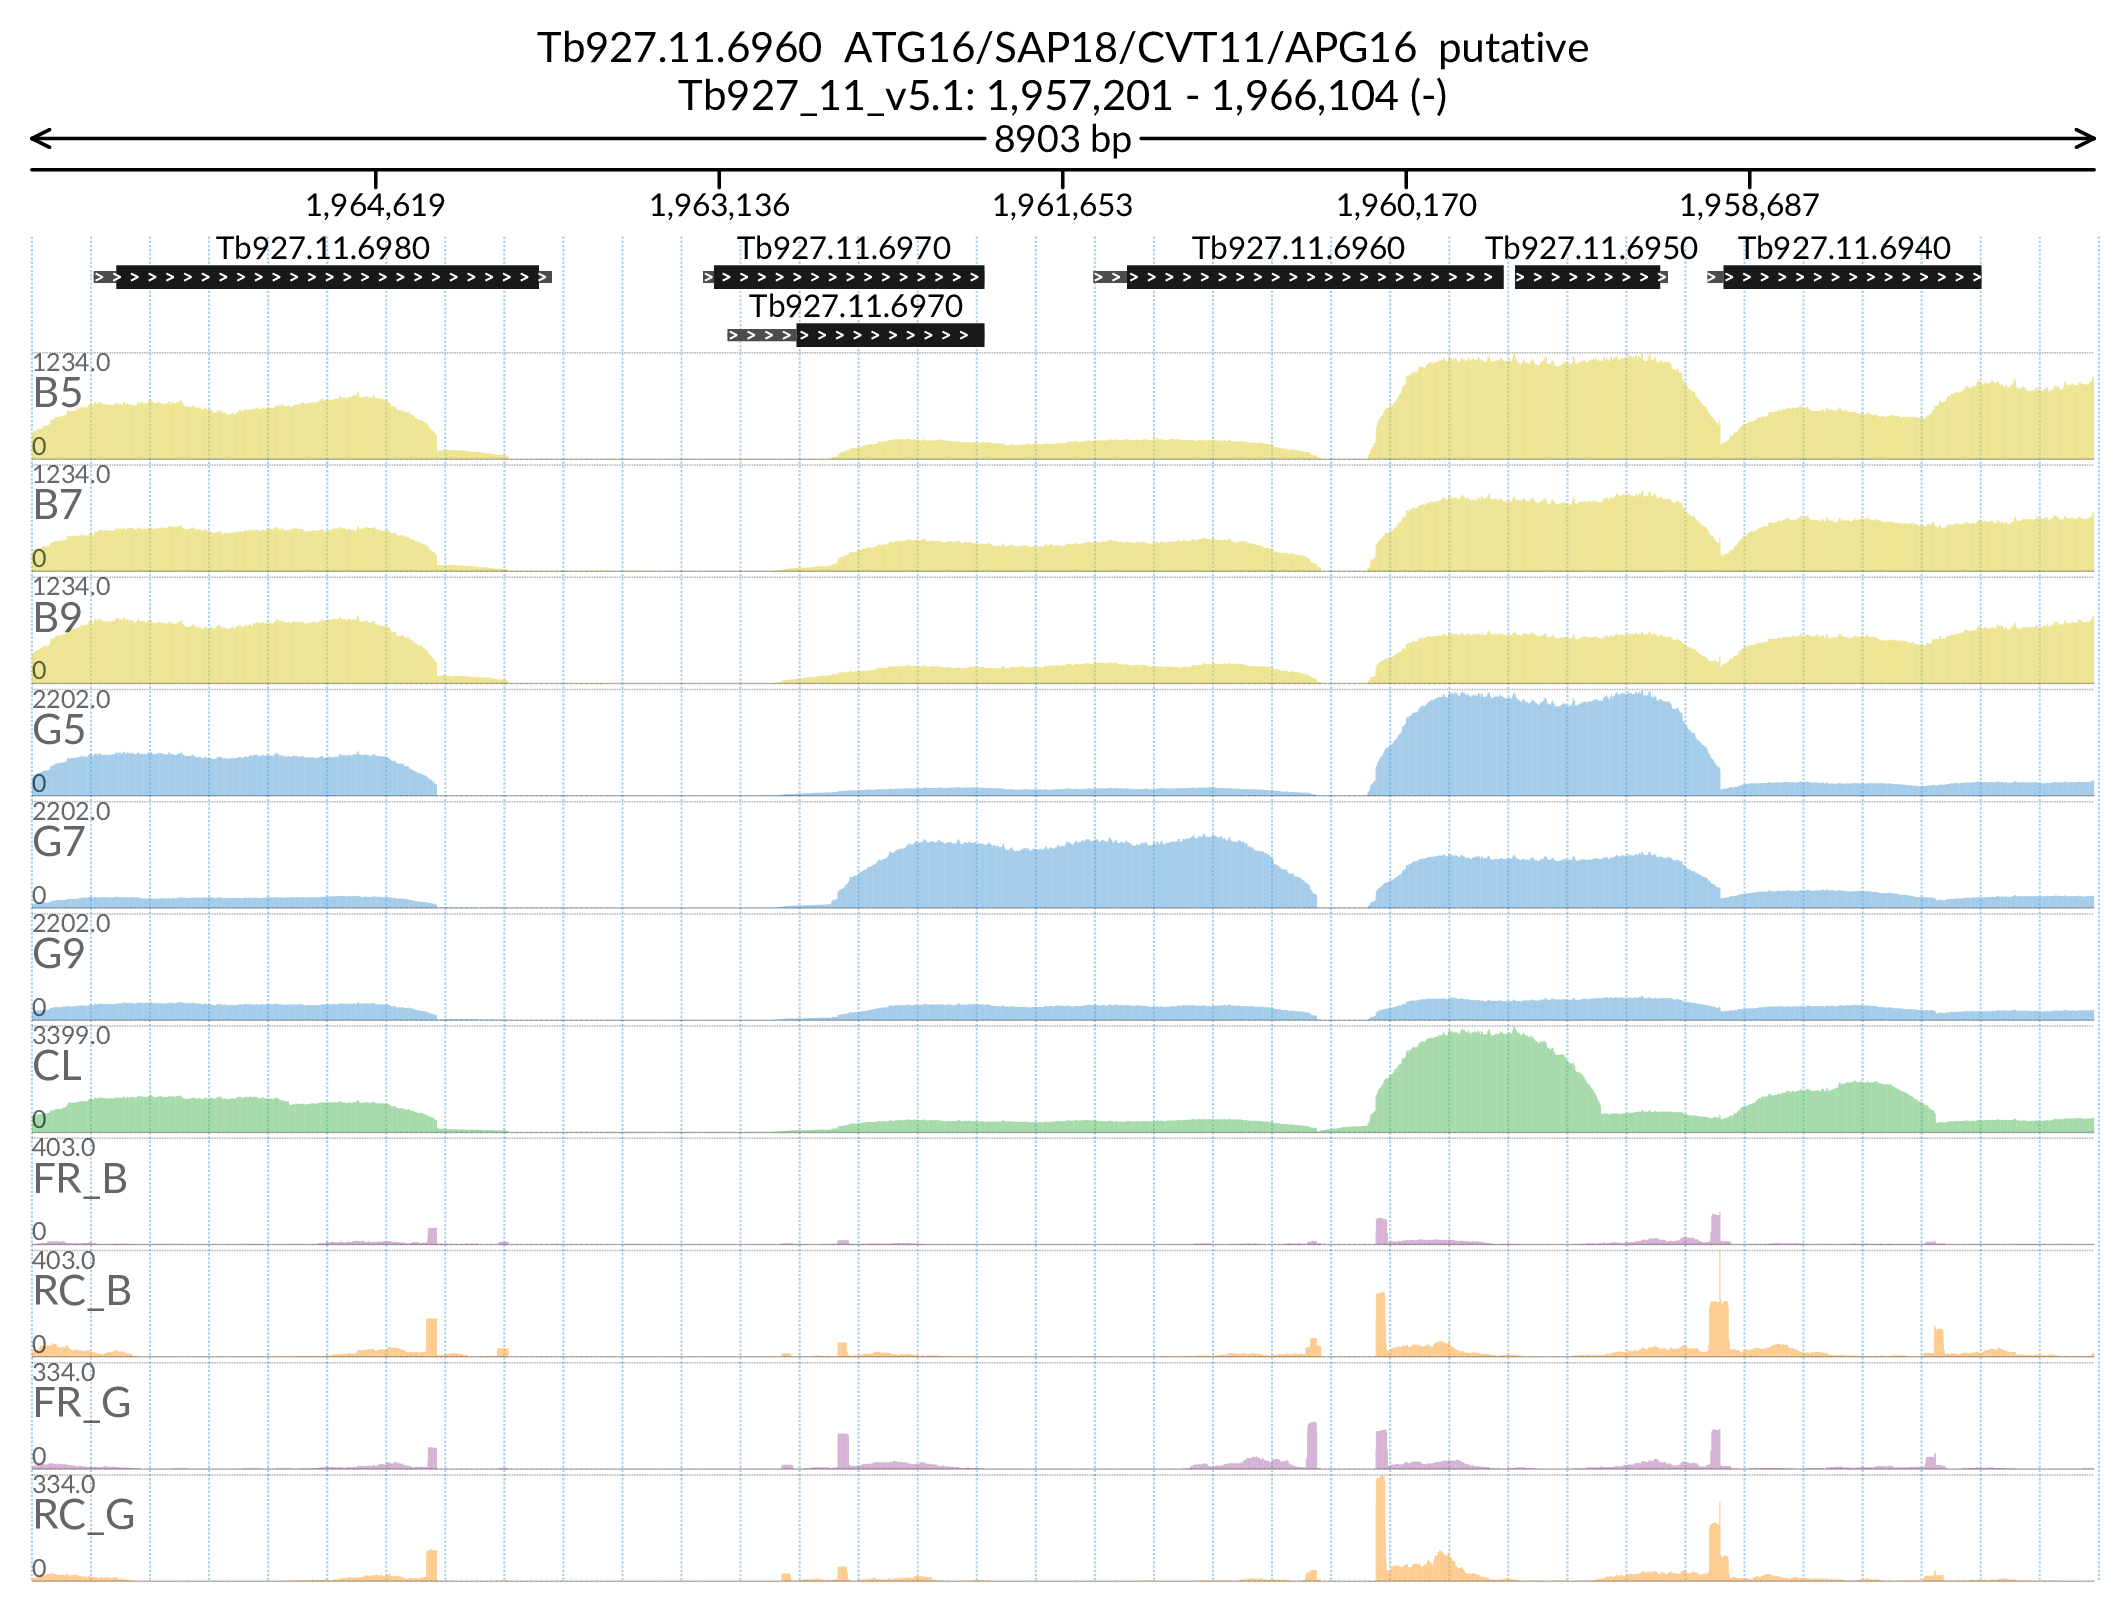 Tb927.11.6960 ATG16/SAP18/CVT11/APG16 putative
Tb927_11_v5.1: 1,957,201 - 1,966,104 (-)
8903 bp
1,964,619 1,963,136 1,961,653 1,960,170 1,958,687
Tb927.11.6980 Tb927.11.6970 Tb927.11.6960 Tb927.11.6950 Tb927.11.6940
Tb927.11.6970
1234.0
B5
0
1234.0
B7
0
1234.0
B9
0
2202.0
G5
0
2202.0
G7
0
2202.0
G9
0
3399.0
CL
0
403.0
FR_B
0
403.0
RC_B
0
334.0
FR_G
0
334.0
RC_G
0